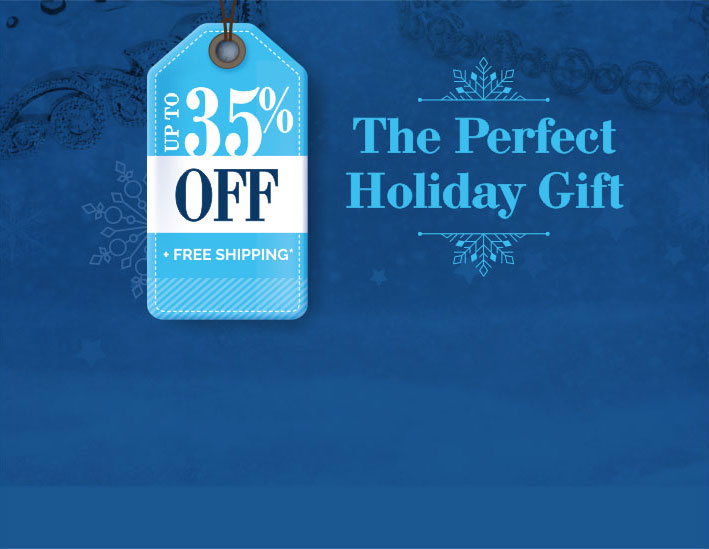 UP TO
35%
OFF
+ FREE SHIPPING*
The Perfect
Holiday Gift